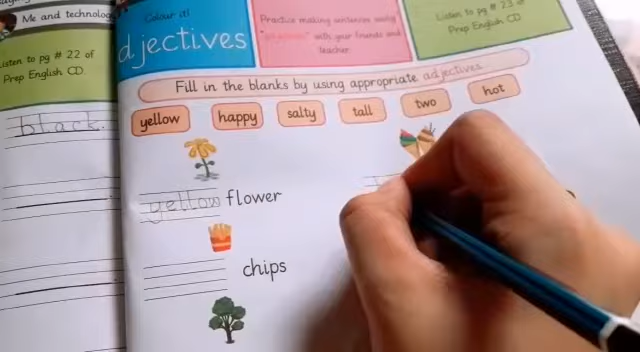 Me and technology
Listen to pg # 22 of
Prep English CD
black.
Colour it!
djectives
Practice making sentences using
with your friends and
teacher
Listen to pg # 23 of
Prep English CD
Fill in the blanks by using appropriate adjectives.
yellow happy salty tall two hot
yellow flower
chips